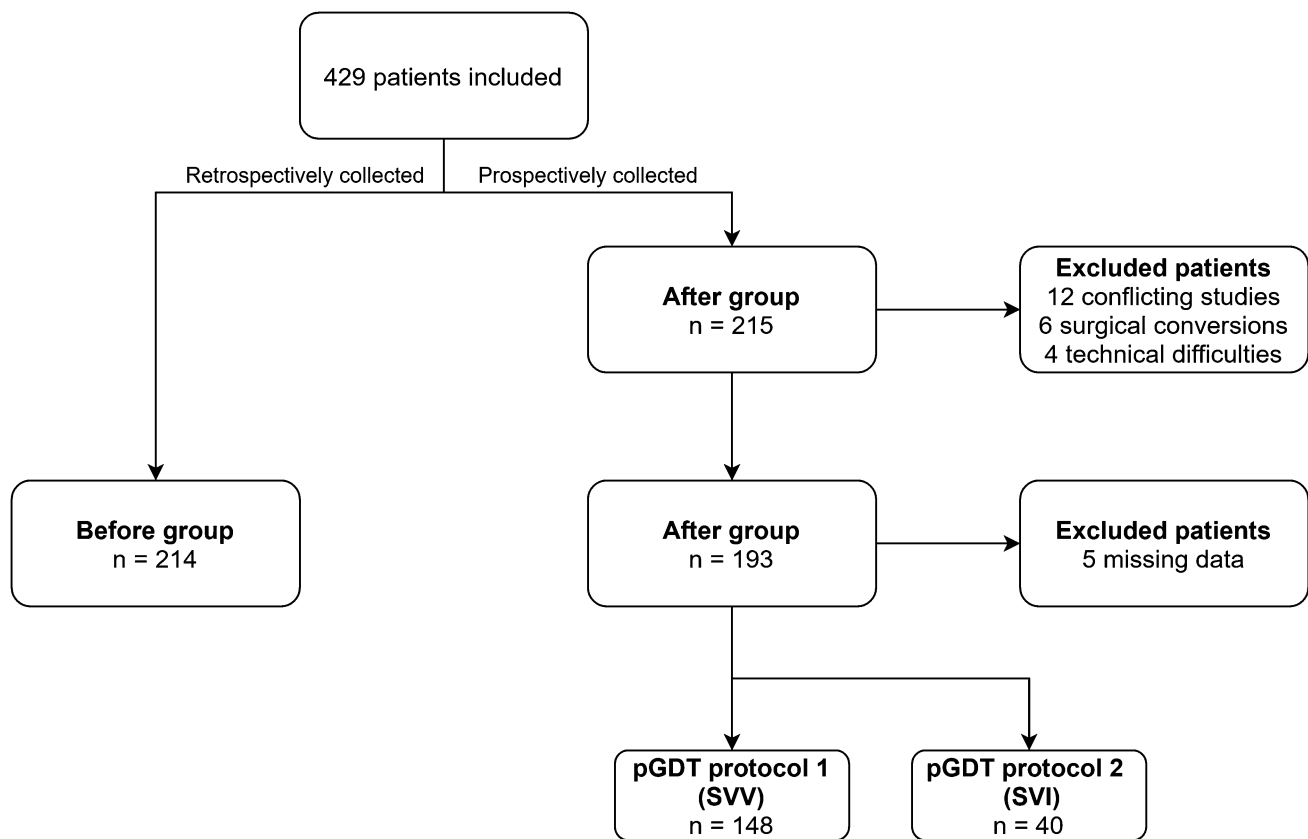 429 patients included
Retrospectively collected
Prospectively collected
After group
n = 215
Excluded patients
12 conflicting studies
6 surgical conversions
4 technical difficulties
Before group
n = 214
After group
n = 193
Excluded patients
5 missing data
pGDT protocol 1
(SVV)
n = 148
pGDT protocol 2
(SVI)
n = 40